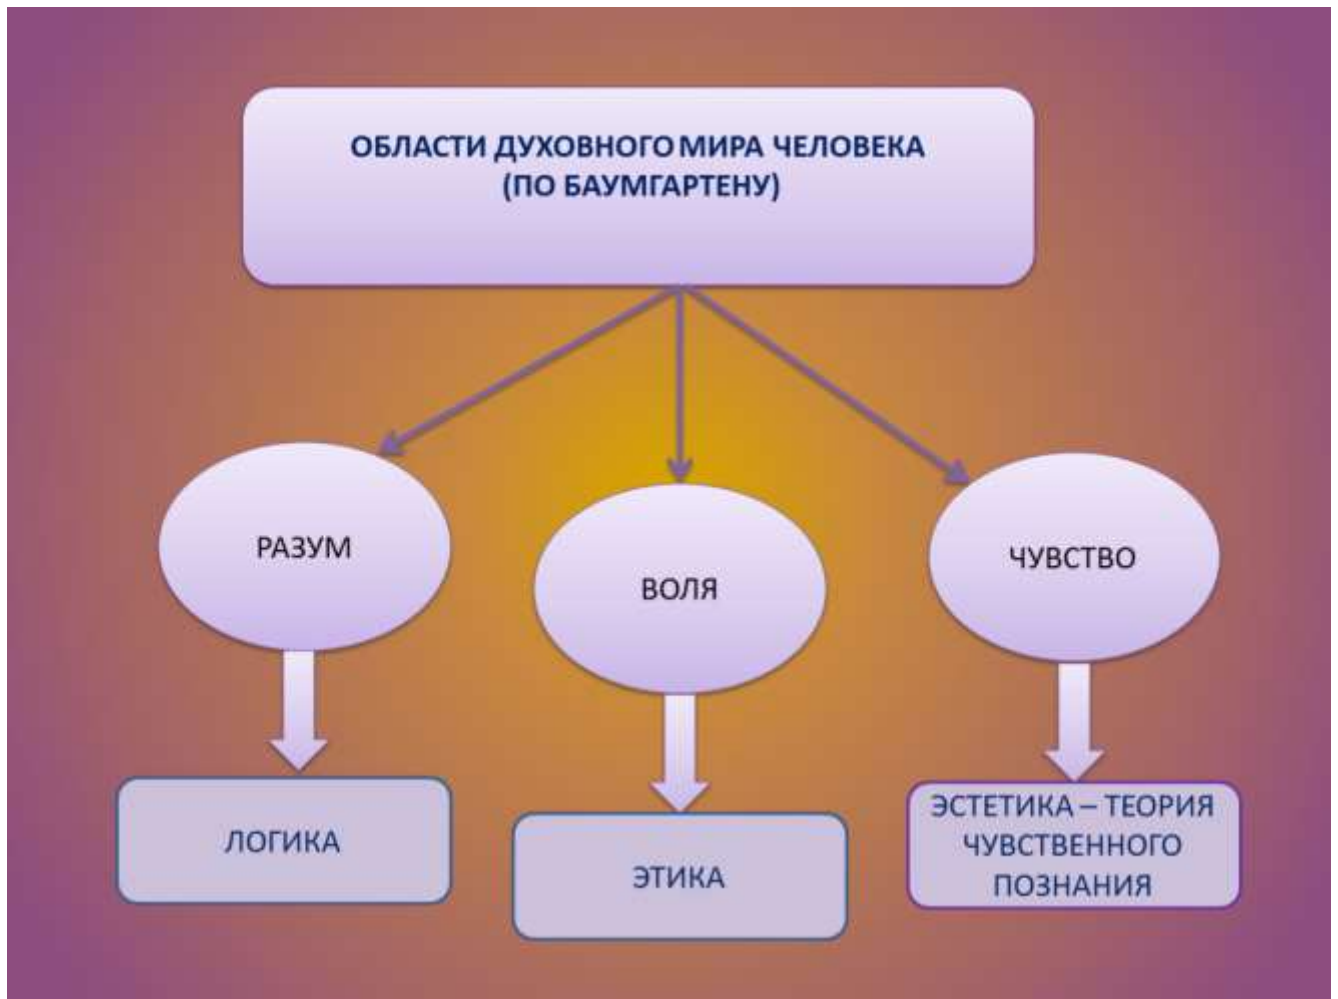 ОБЛАСТИ ДУХОВНОГО МИРА ЧЕЛОВЕКА
(ПО БАУМГАРТЕНУ)
РАЗУМ
ВОЛЯ
ЧУВСТВО
ЛОГИКА
ЭТИКА
ЭСТЕТИКА – ТЕОРИЯ
ЧУВСТВЕННОГО
ПОЗНАНИЯ